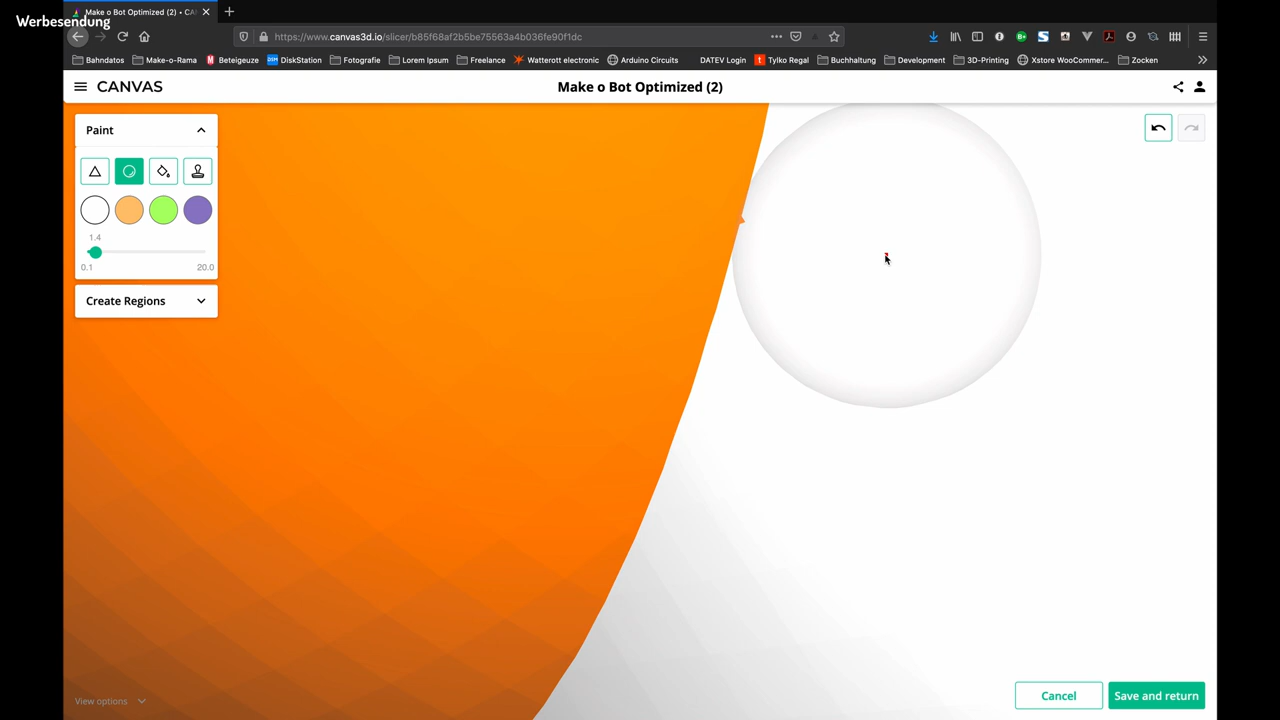 Werbesendung
Make o Bot Optimized (2) • CA
https://www.canvas3d.io/slicer/b85f68af2b5be75563a4b036fe90f1dc
Bahndatos Make-o-Rama Beteigeuze DiskStation Fotografie Lorem Ipsum Freelance Watterott electronic Arduino Circuits DATEV Login Tylko Regal Buchhaltung Development 3D-Printing Xstore WooCommer... Zocken
CANVAS
Make o Bot Optimized (2)
Paint
1.4
0.1 20.0
Create Regions
View options
Cancel
Save and return